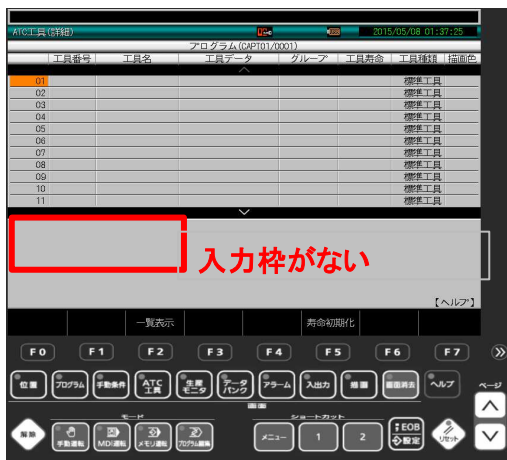 ATC工具(詳細) 2015/05/08 01:37:25
プログラム(CAPT01/0001)
工具番号 工具名 工具データ グループ 工具寿命 工具種類 描画色
01 標準工具
02 標準工具
03 標準工具
04 標準工具
05 標準工具
06 標準工具
07 標準工具
08 標準工具
09 標準工具
10 標準工具
11 標準工具
入力枠がない
【ヘルプ】
一覧表示 寿命初期化
F0 F1 F2 F3 F4 F5 F6 F7
位置 プログラム 手動条件 ATC工具 生産モニタ データバンク アラーム 入出力 描画 画面消去 ヘルプ ページ
画面
モード ショートカット
解除 手動運転 MDI運転 メモリ運転 プログラム編集 メニュー 1 2 EOB 設定 リセット